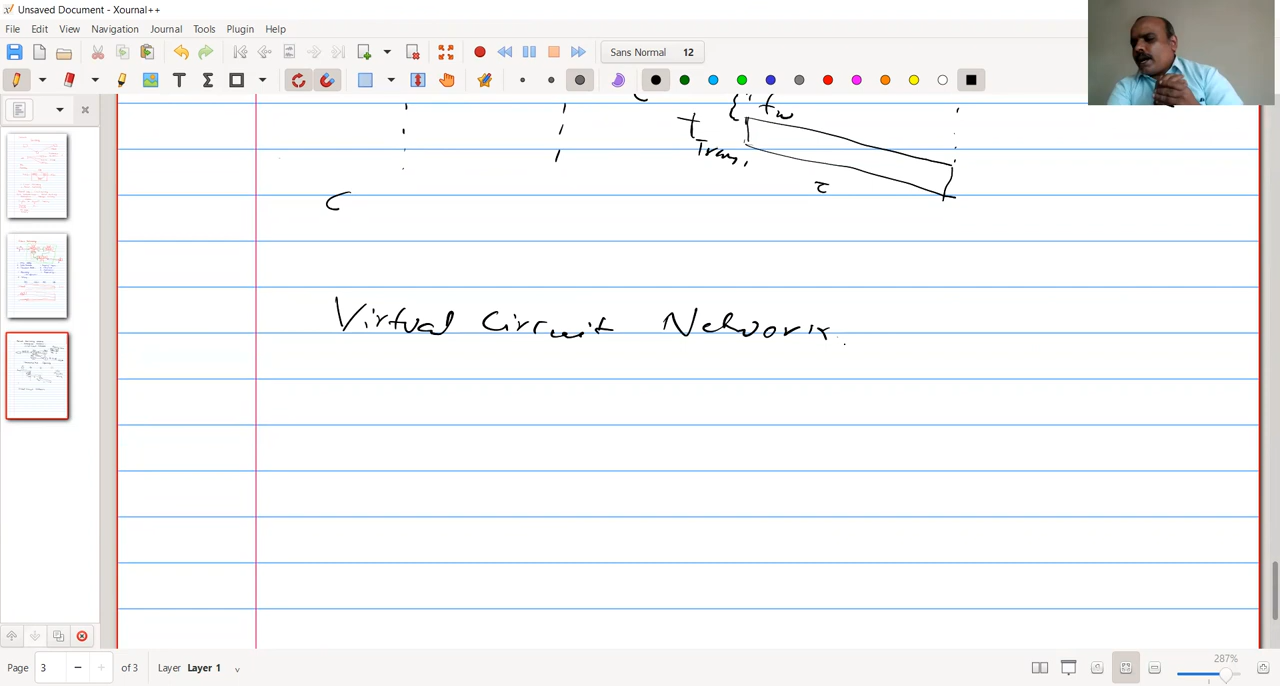 Unsaved Document - Xournal++
File Edit View Navigation Journal Tools Plugin Help
Sans Normal 12
tw
Trans,
τ
C
Virtual Circuit Network.
Page 3 of 3 Layer Layer 1
287%